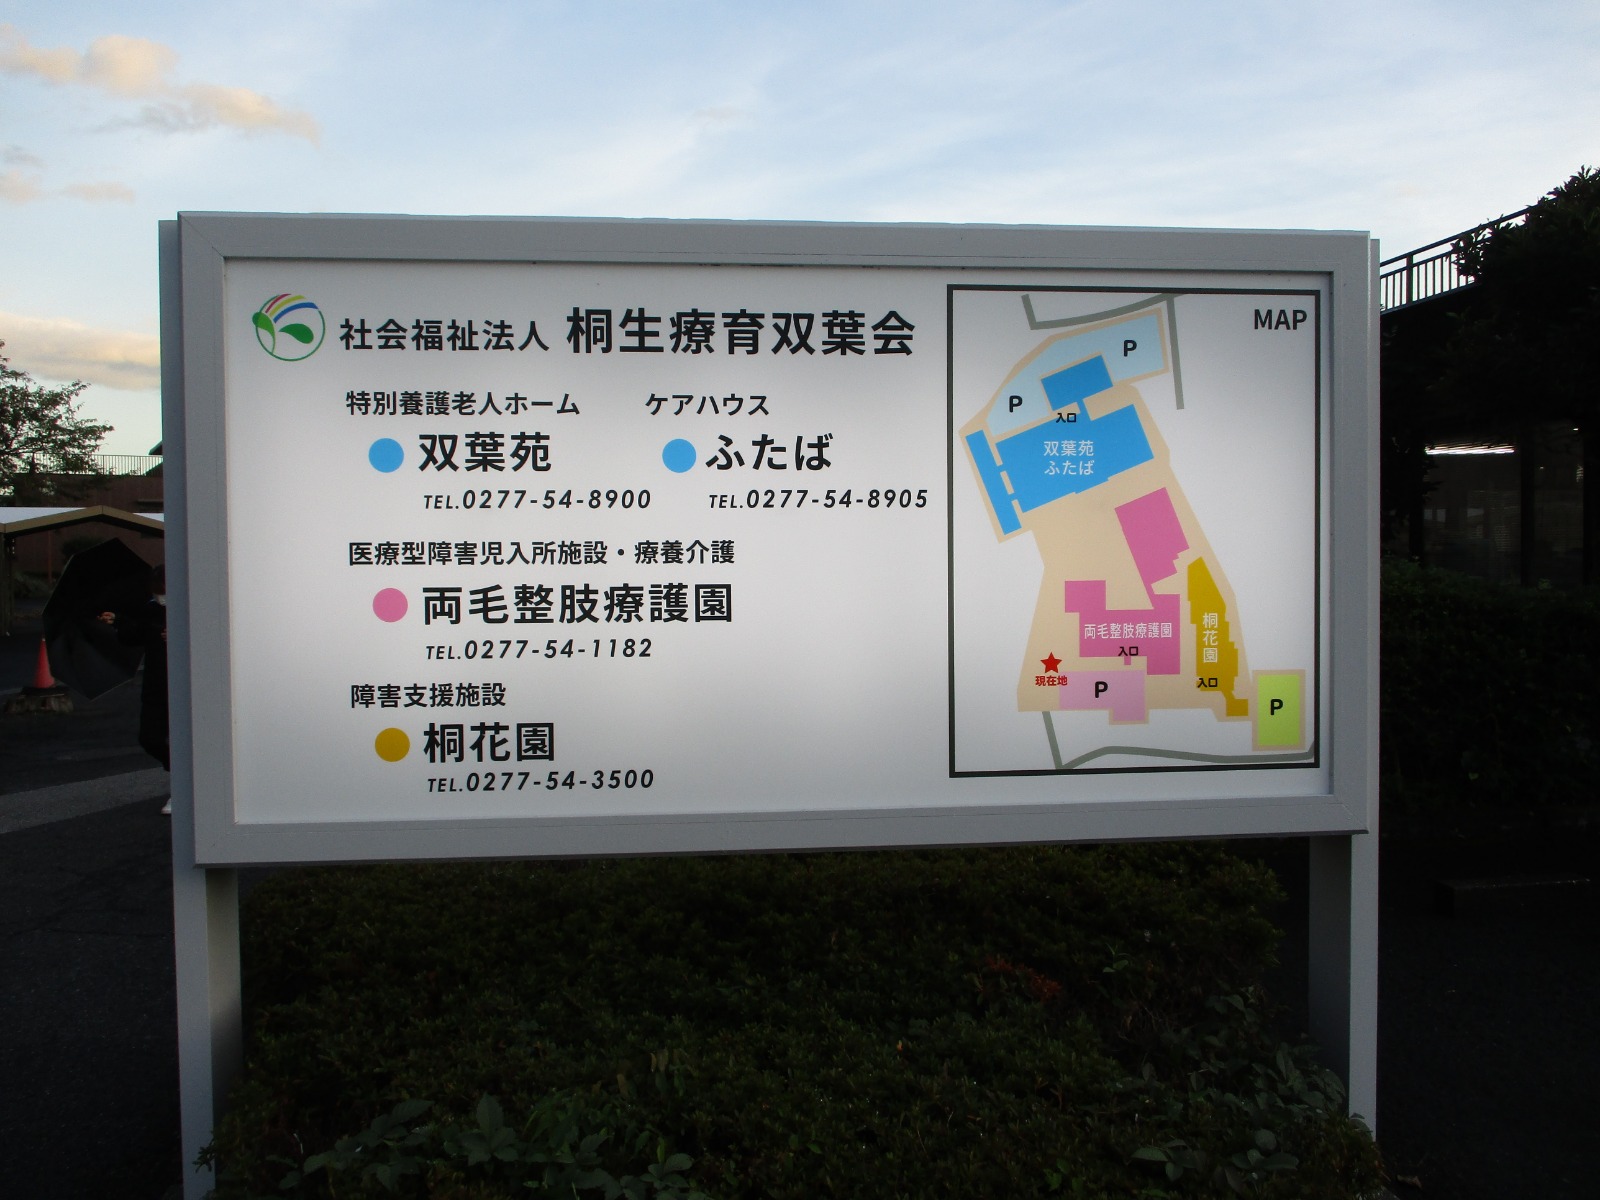 社会福祉法人 桐生療育双葉会
特別養護老人ホーム
双葉苑
TEL.0277-54-8900
ケアハウス
ふたば
TEL.0277-54-8905
医療型障害児入所施設・療養介護
両毛整肢療護園
TEL.0277-54-1182
障害支援施設
桐花園
TEL.0277-54-3500
MAP
P
P
入口
双葉苑
ふたば
両毛整肢療護園
入口
桐花園
入口
現在地
P
P